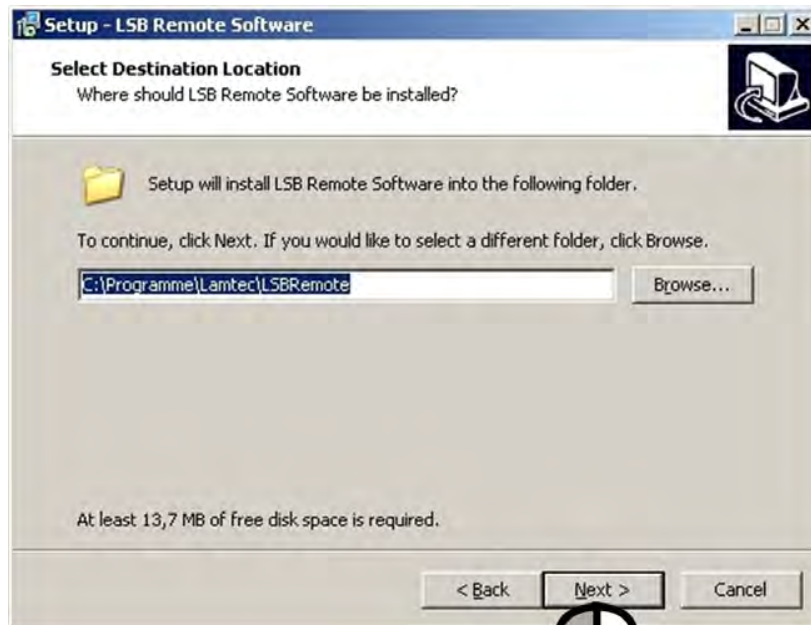 Setup - LSB Remote Software
Select Destination Location
Where should LSB Remote Software be installed?
Setup will install LSB Remote Software into the following folder.
To continue, click Next. If you would like to select a different folder, click Browse.
C:\Programme\Lamtec\LSBRemote
Browse...
At least 13,7 MB of free disk space is required.
< Back
Next >
Cancel